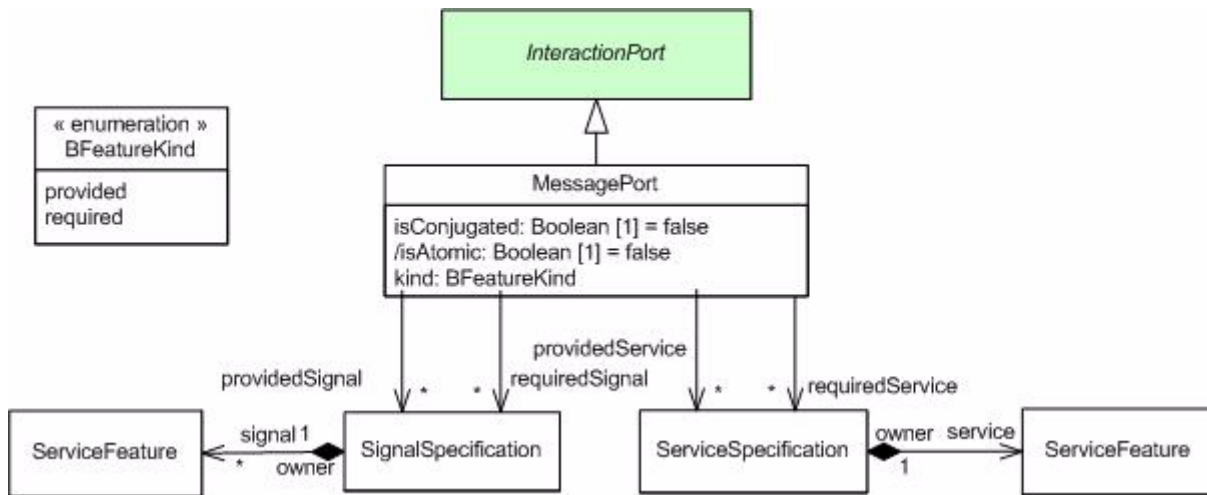 InteractionPort
« enumeration »
BFeatureKind
provided
required
MessagePort
isConjugated: Boolean [1] = false
/isAtomic: Boolean [1] = false
kind: BFeatureKind
providedService
providedSignal * * requiredSignal * * requiredService
ServiceFeature signal 1 * owner SignalSpecification ServiceSpecification owner service 1 ServiceFeature